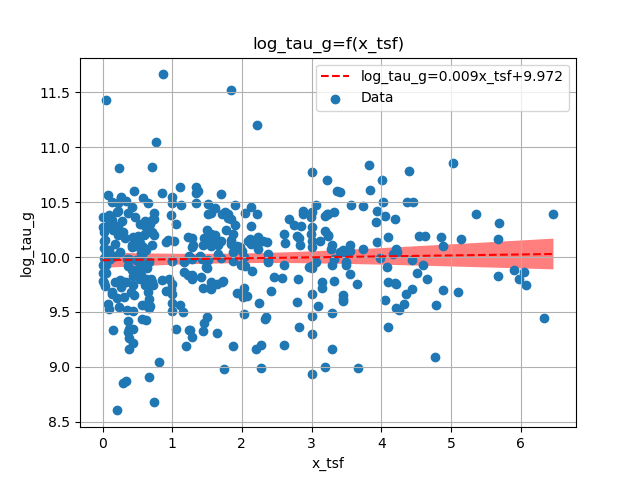 log_tau_g=f(x_tsf)
log_tau_g=0.009x_tsf+9.972
Data
11.5
11.0
10.5
10.0
9.5
9.0
8.5
log_tau_g
0 1 2 3 4 5 6
x_tsf